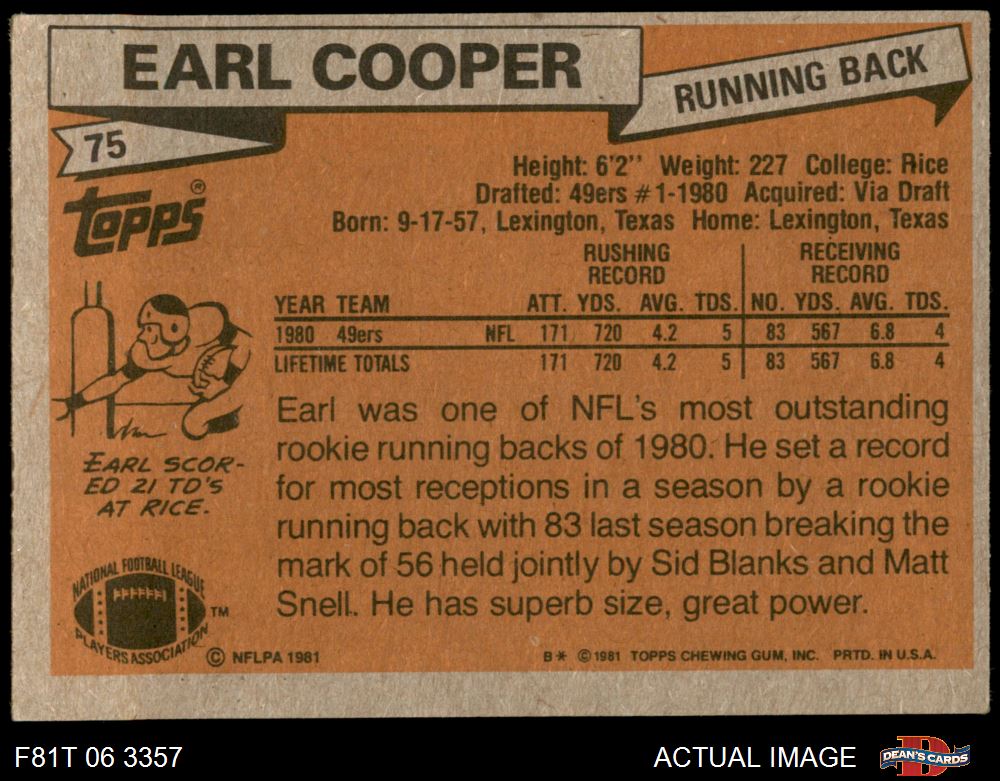 EARL COOPER
RUNNING BACK
75
TOPPS®
Height: 6'2'' Weight: 227 College: Rice
Drafted: 49ers #1-1980 Acquired: Via Draft
Born: 9-17-57, Lexington, Texas Home: Lexington, Texas
RUSHING RECORD RECEIVING RECORD
YEAR TEAM ATT. YDS. AVG. TDS. NO. YDS. AVG. TDS.
1980 49ers NFL 171 720 4.2 5 83 567 6.8 4
LIFETIME TOTALS 171 720 4.2 5 83 567 6.8 4
Earl was one of NFL's most outstanding
rookie running backs of 1980. He set a record
for most receptions in a season by a rookie
running back with 83 last season breaking the
mark of 56 held jointly by Sid Blanks and Matt
Snell. He has superb size, great power.
EARL SCOR-
ED 21 TD'S
AT RICE.
NATIONAL FOOTBALL LEAGUE
PLAYERS ASSOCIATION
TM
© NFLPA 1981
B* © 1981 TOPPS CHEWING GUM, INC. PRTD. IN U.S.A.
F81T 06 3357
ACTUAL IMAGE
DEAN'S CARDS